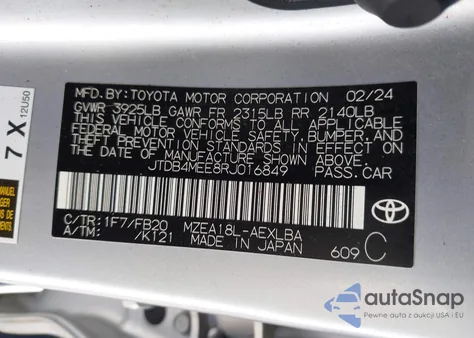 MFD.BY:TOYOTA MOTOR CORPORATION 02/24
GVWR 3925LB GAWR FR 2315LB RR 2140LB
THIS VEHICLE CONFORMS TO ALL APPLICABLE
FEDERAL MOTOR VEHICLE SAFETY, BUMPER, AND
THEFT PREVENTION STANDARDS IN EFFECT ON
THE DATE OF MANUFACTURE SHOWN ABOVE.
JTDB4MEE8RJ016849 PASS.CAR
C/TR:1F7/FB20 MZEA18L-AEXLBA
A/TM: /K121 MADE IN JAPAN
609 C
TOYOTA
7 X
12U50
autoSnap
Pewne auta z aukcji USA i EU